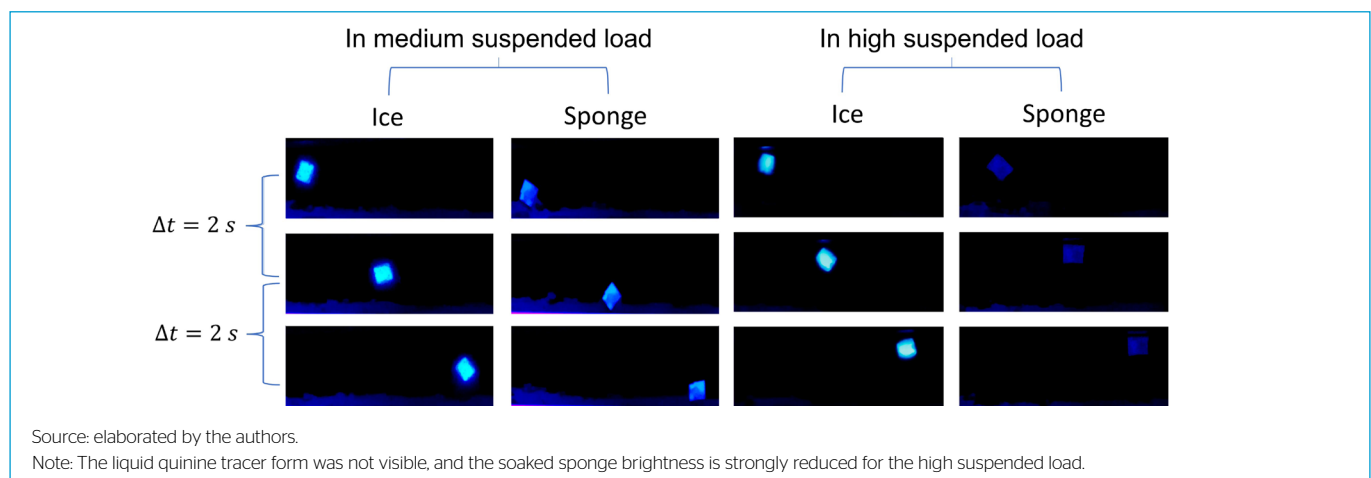 In medium suspended load
In high suspended load
Ice
Sponge
Ice
Sponge
Δt = 2 s
Δt = 2 s
Source: elaborated by the authors.
Note: The liquid quinine tracer form was not visible, and the soaked sponge brightness is strongly reduced for the high suspended load.